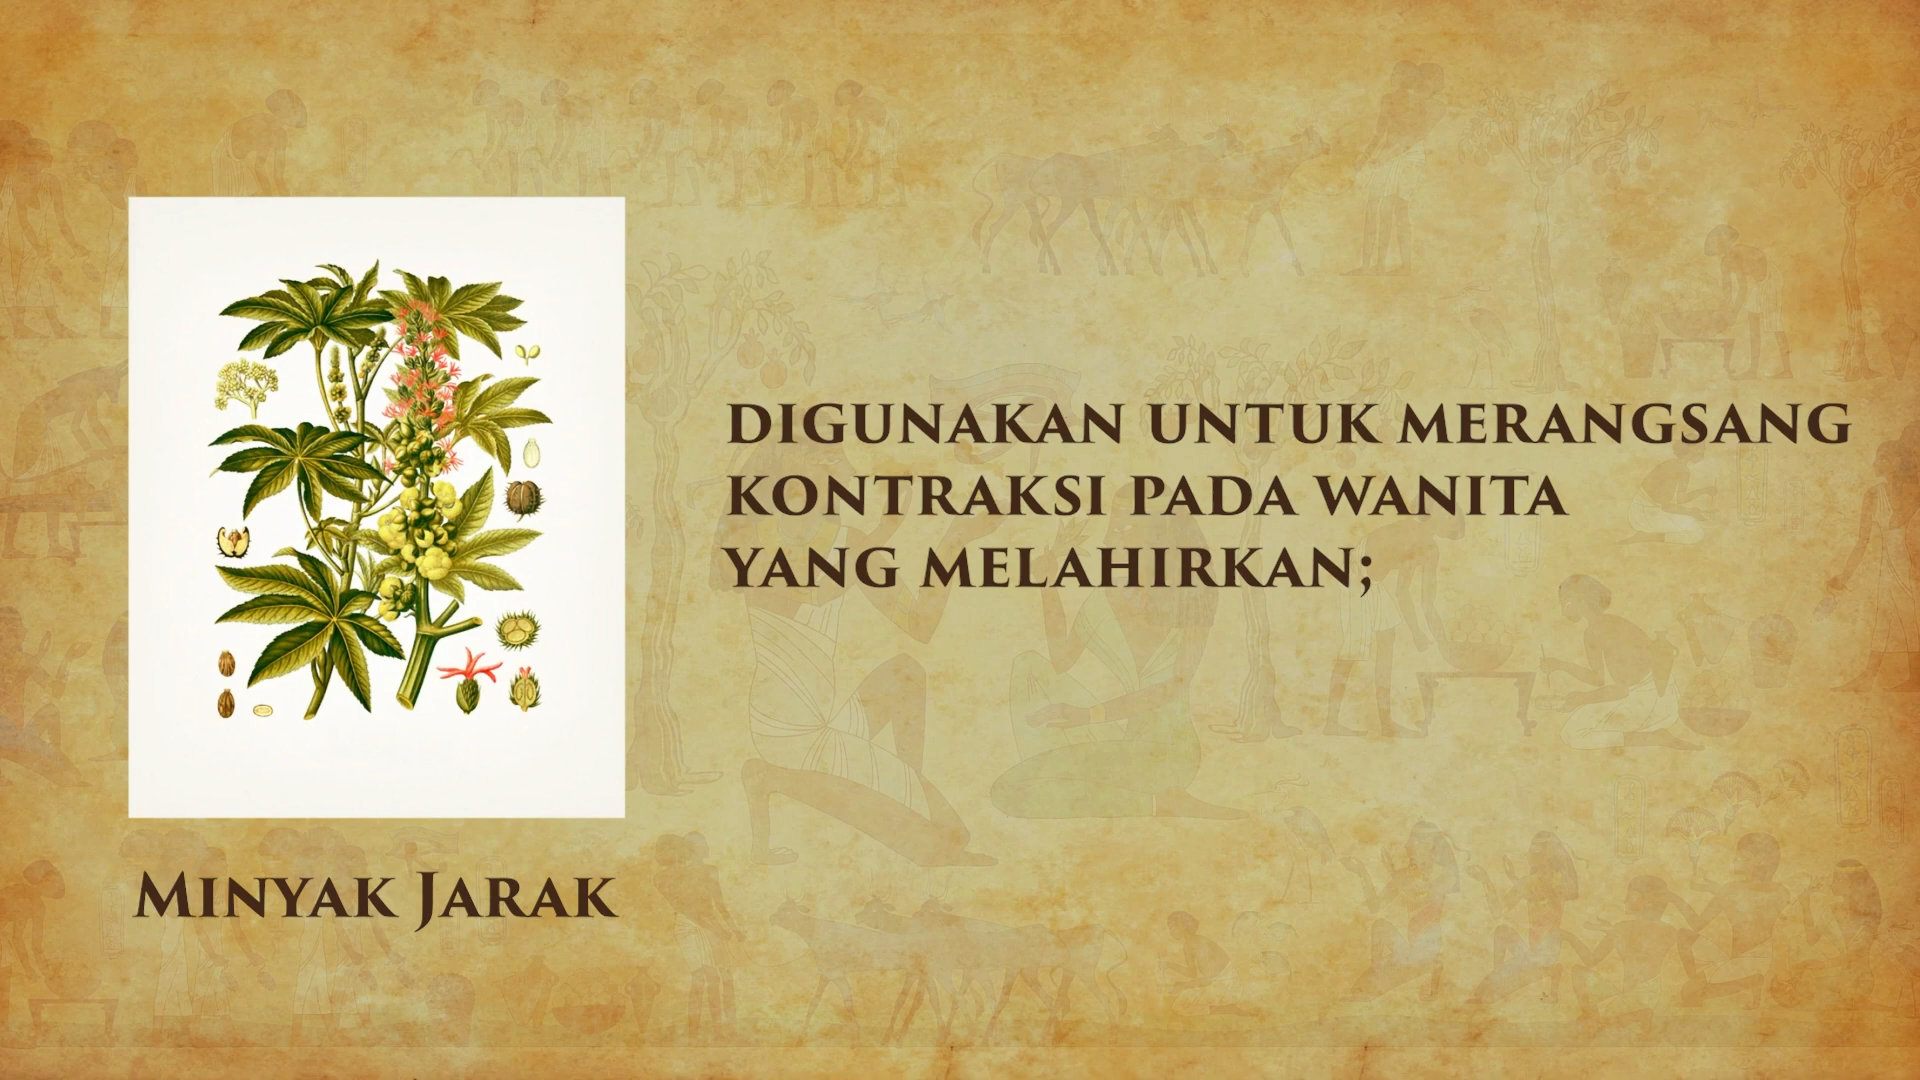 DIGUNAKAN UNTUK MERANGSANG
KONTRAKSI PADA WANITA
YANG MELAHIRKAN;
MINYAK JARAK